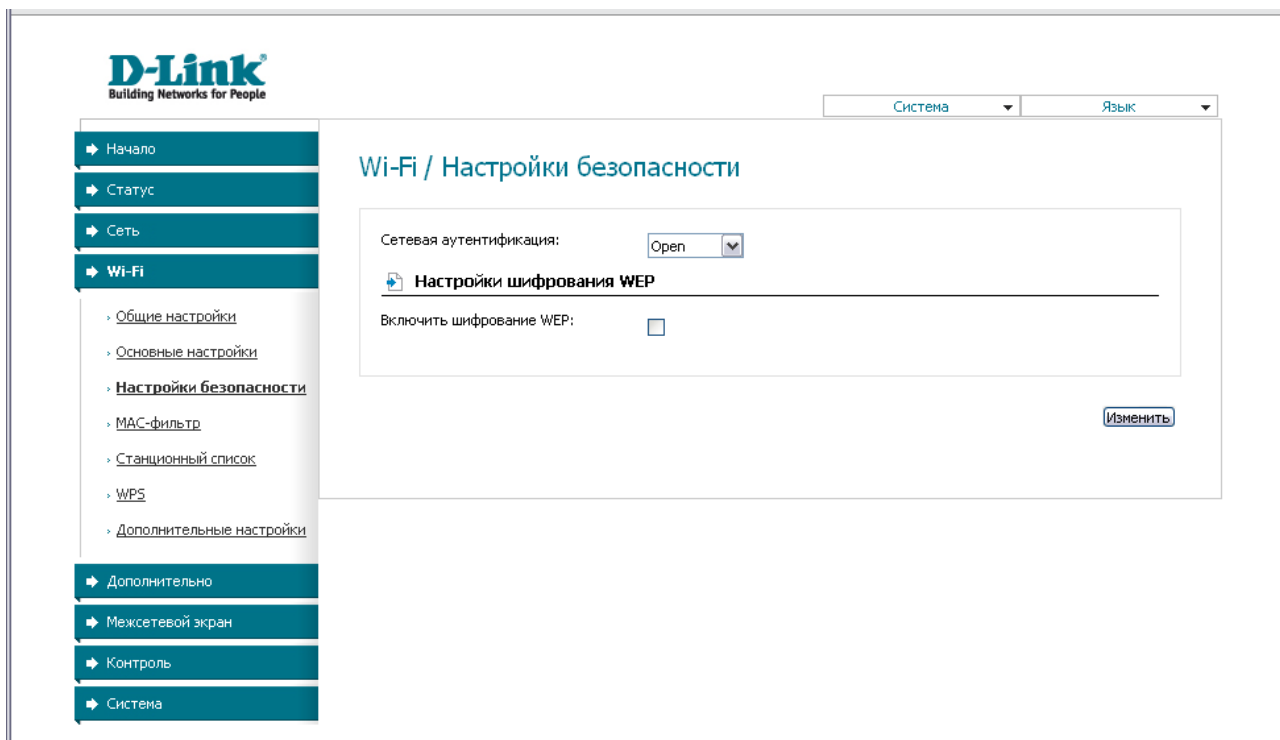 D-Link
Building Networks for People
Система
Язык
Начало
Статус
Сеть
Wi-Fi
Общие настройки
Основные настройки
Настройки безопасности
MAC-фильтр
Станционный список
WPS
Дополнительные настройки
Дополнительно
Межсетевой экран
Контроль
Система
Wi-Fi / Настройки безопасности
Сетевая аутентификация:
Open
Настройки шифрования WEP
Включить шифрование WEP:
Изменить